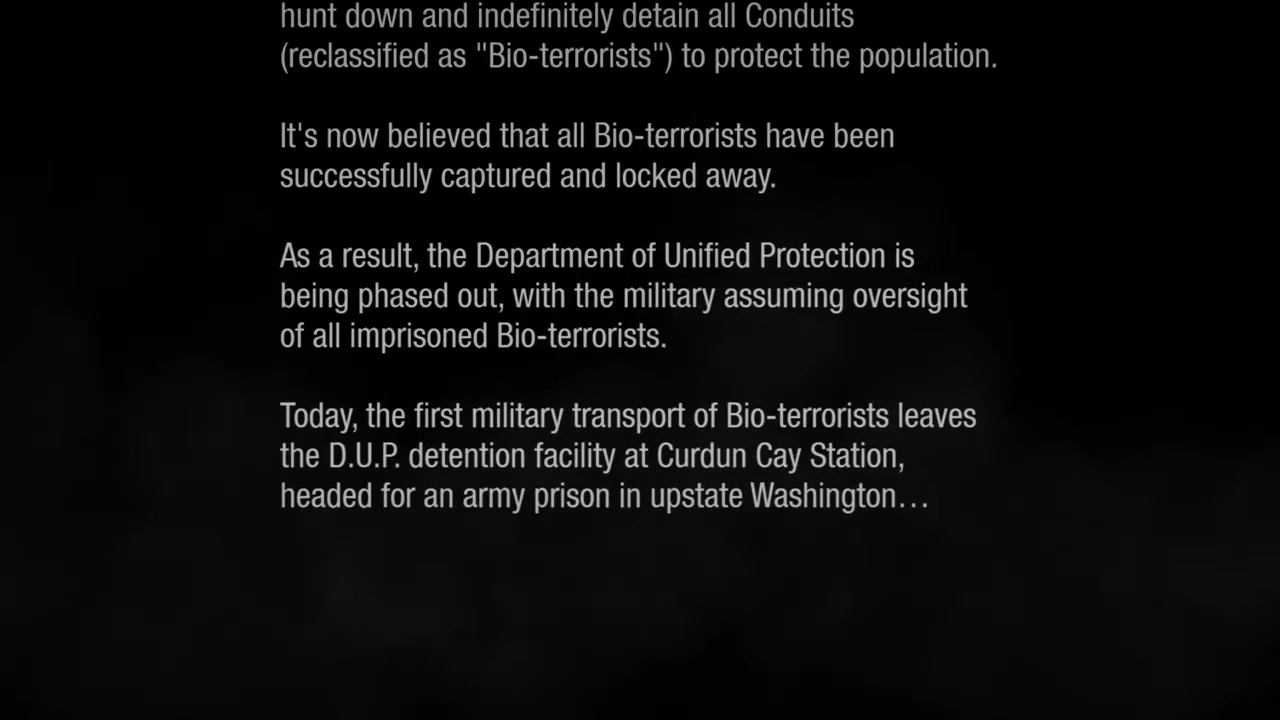 hunt down and indefinitely detain all Conduits
(reclassified as "Bio-terrorists") to protect the population.
It's now believed that all Bio-terrorists have been
successfully captured and locked away.
As a result, the Department of Unified Protection is
being phased out, with the military assuming oversight
of all imprisoned Bio-terrorists.
Today, the first military transport of Bio-terrorists leaves
the D.U.P. detention facility at Curdun Cay Station,
headed for an army prison in upstate Washington…